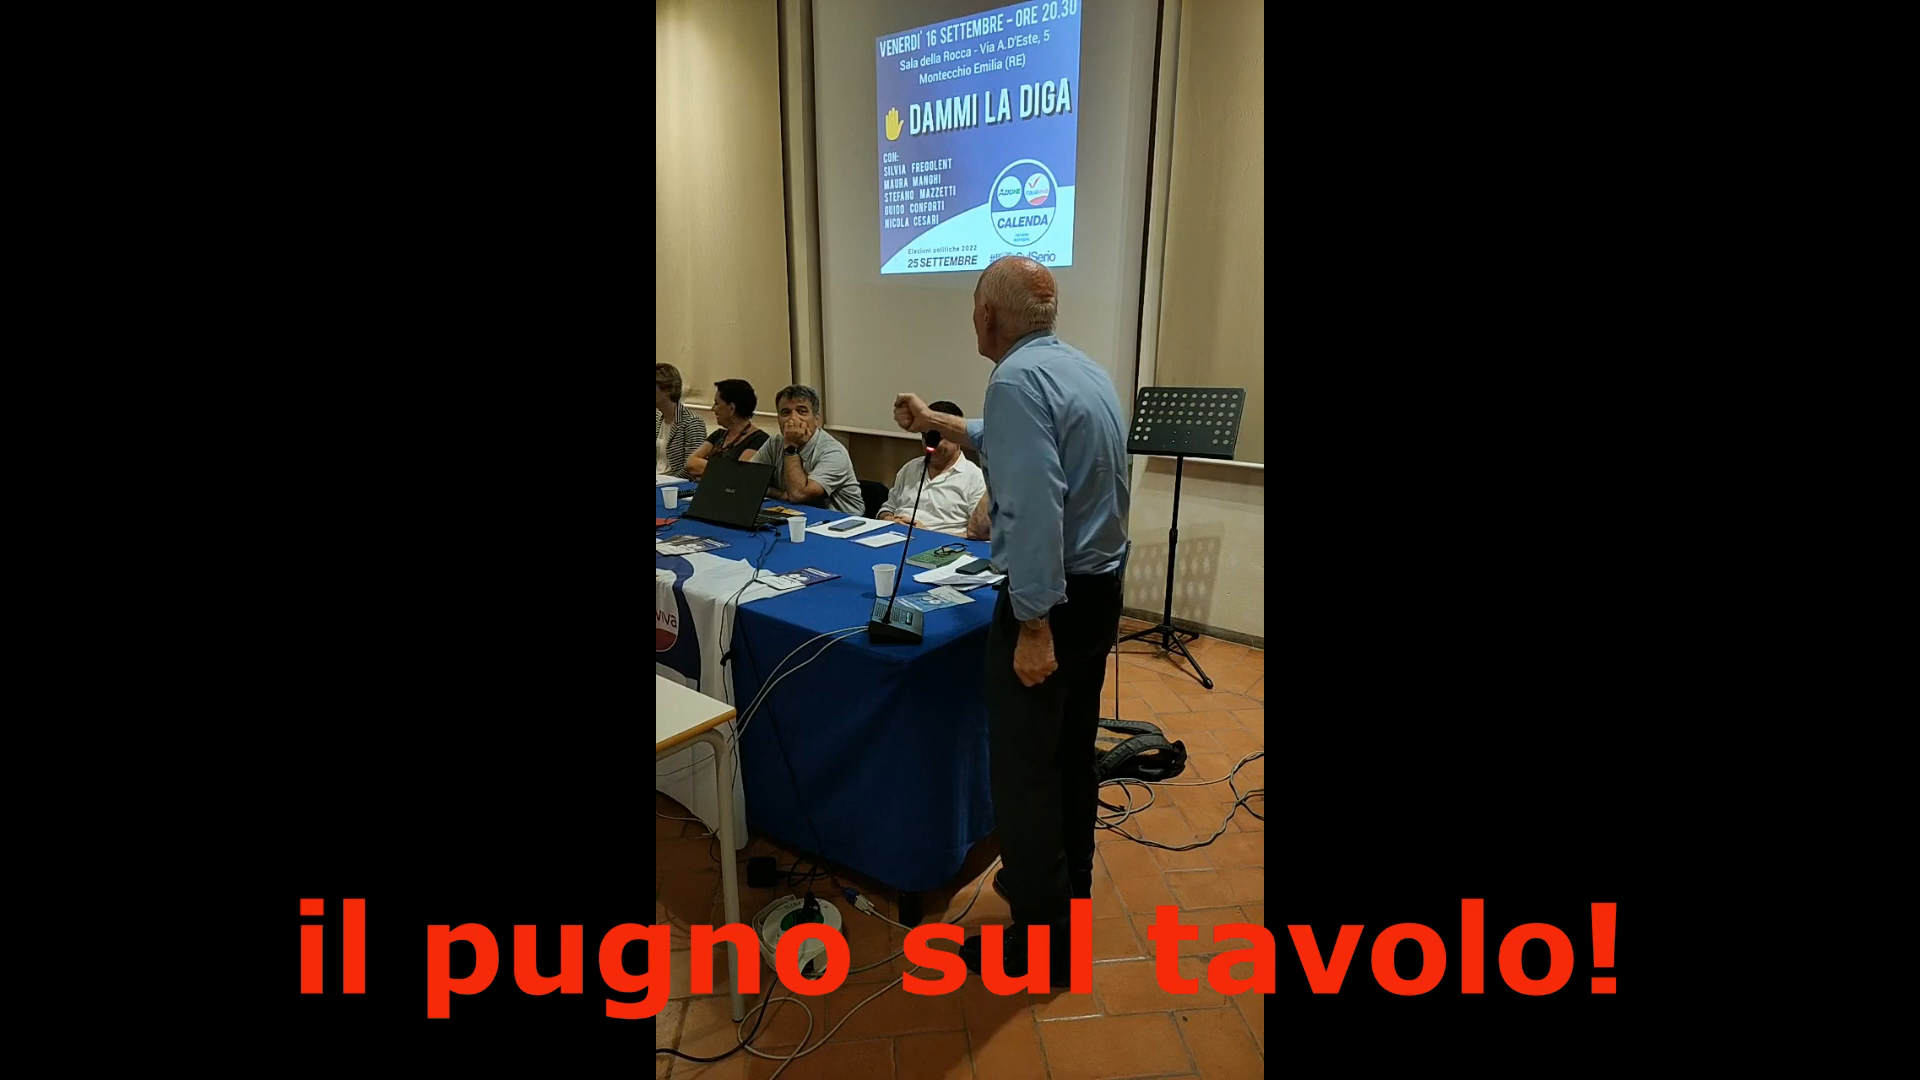 VENERDI' 16 SETTEMBRE - ORE 20.30
Sala della Rocca - Via A.D'Este, 5
Montecchio Emilia (RE)
DAMMI LA DIGA
CON:
SILVIA FREGOLENT
MAURA MANGHI
STEFANO MAZZETTI
GUIDO CONFORTI
NICOLA CESARI
AZIONE
ITALIA VIVA
CALENDA
Elezioni politiche 2022
25 SETTEMBRE
viva
il pugno sul tavolo!